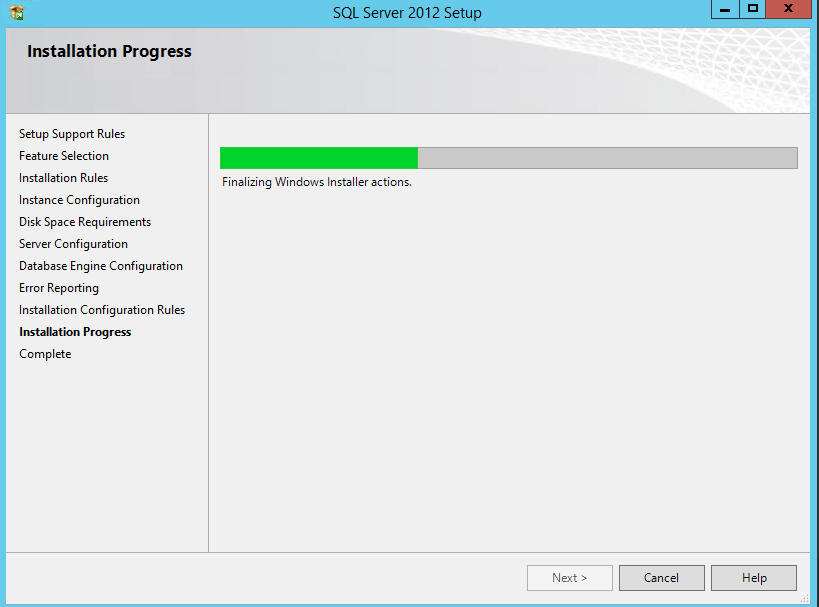 SQL Server 2012 Setup
Installation Progress
Setup Support Rules
Feature Selection
Installation Rules
Instance Configuration
Disk Space Requirements
Server Configuration
Database Engine Configuration
Error Reporting
Installation Configuration Rules
Installation Progress
Complete
Finalizing Windows Installer actions.
Next >
Cancel
Help